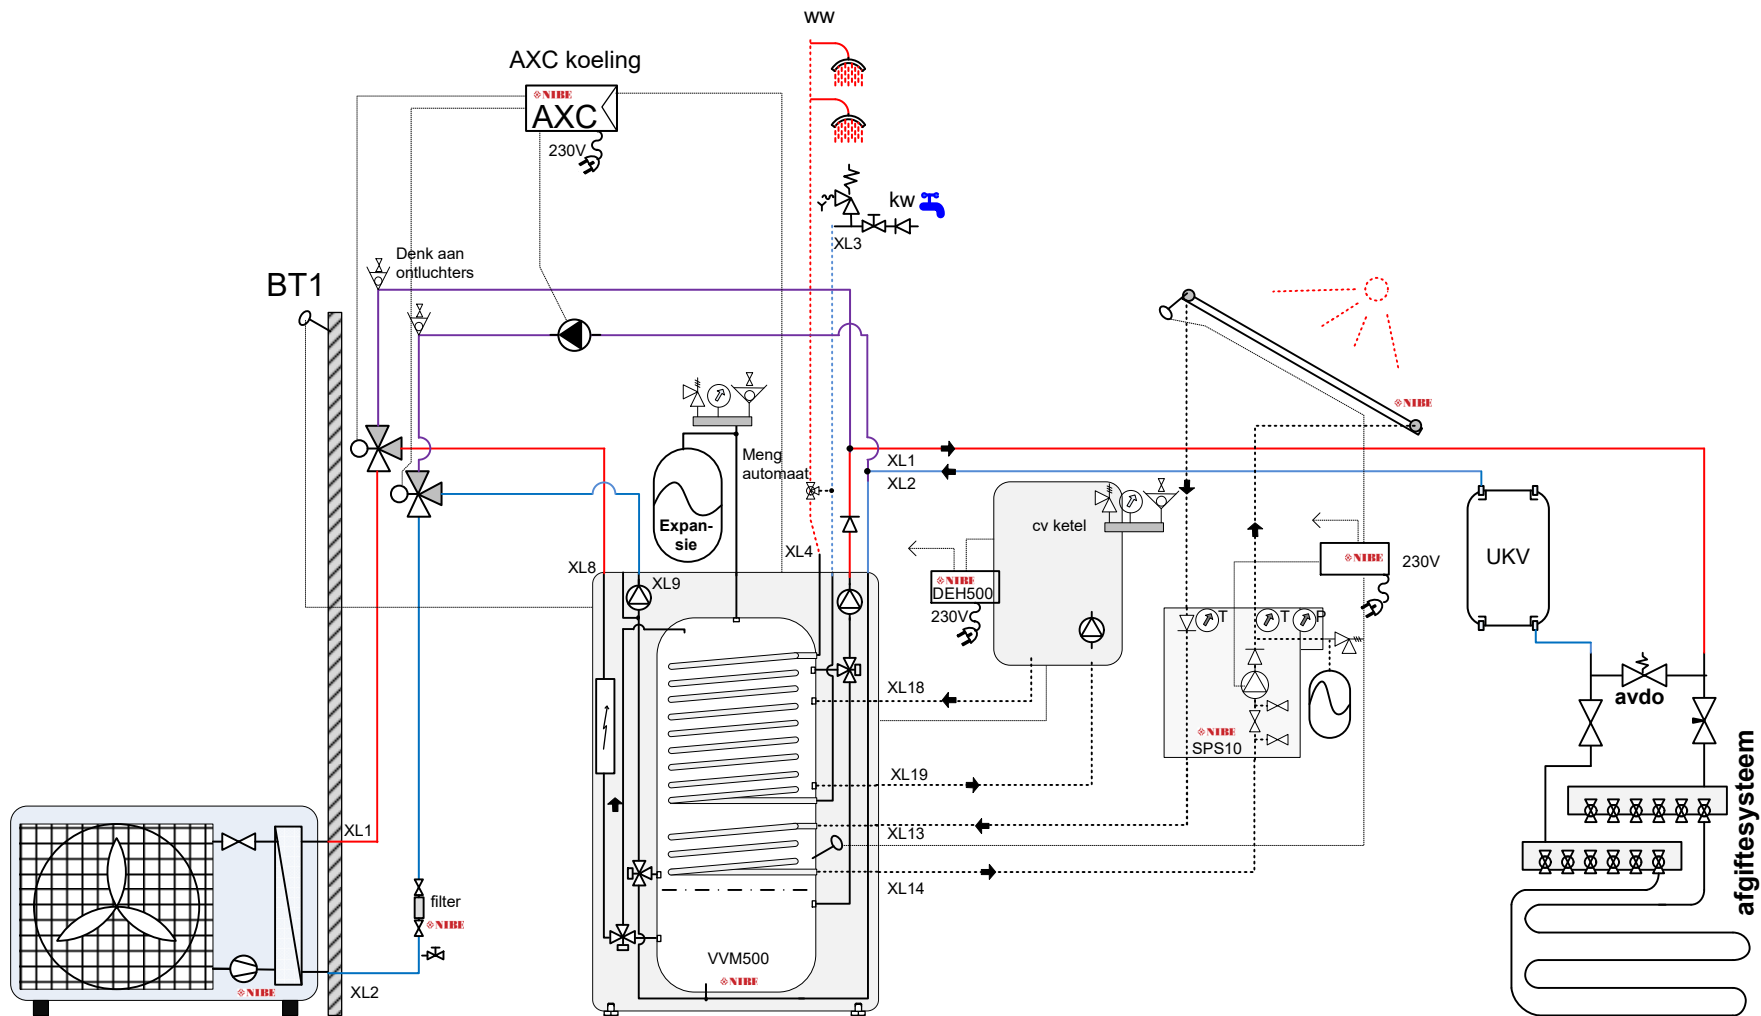 ww
AXC koeling
NIBE
AXC
230V
kw
XL3
Denk aan
ontluchters
BT1
NIBE
Meng
automaat
XL1
XL2
Expan-
sie
cv ketel
XL4
XL8
XL9
NIBE
DEH500
230V
NIBE
230V
UKV
T
T
P
avdo
XL18
NIBE
SPS10
XL19
XL1
XL13
XL14
filter
NIBE
VVM500
NIBE
NIBE
XL2
afgiftesysteem